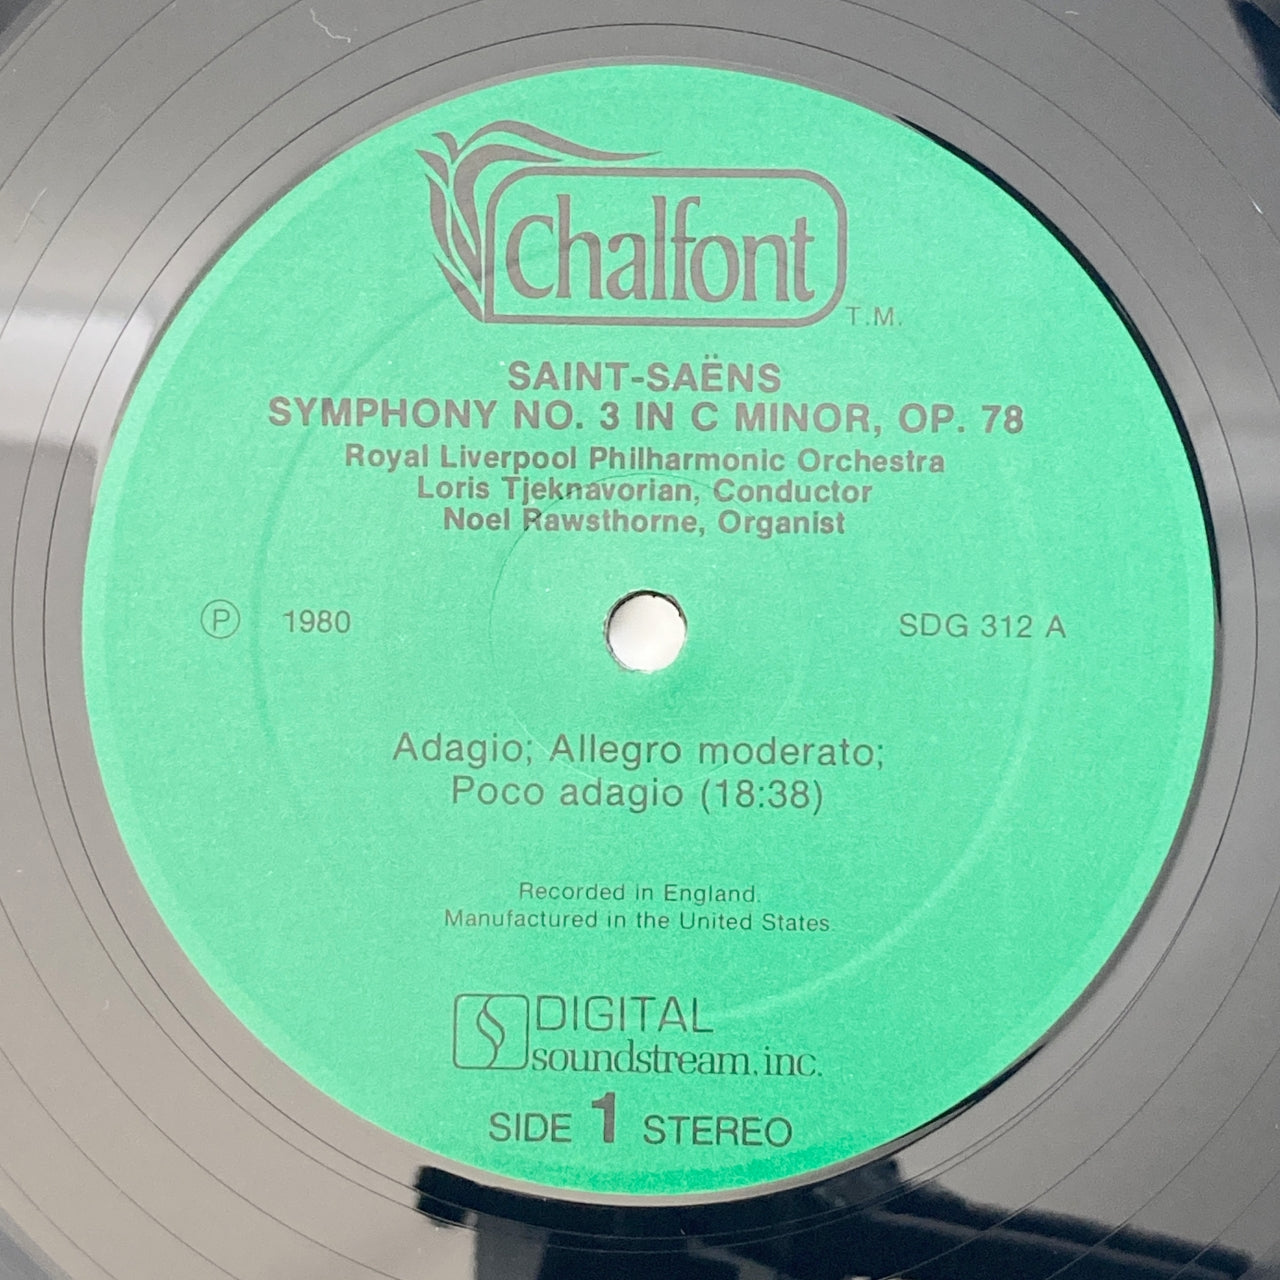 Chalfont
T.M.
SAINT-SAËNS
SYMPHONY NO. 3 IN C MINOR, OP. 78
Royal Liverpool Philharmonic Orchestra
Loris Tjeknavorian, Conductor
Noel Rawsthorne, Organist
Ⓟ 1980
SDG 312 A
Adagio; Allegro moderato;
Poco adagio (18:38)
Recorded in England.
Manufactured in the United States.
DIGITAL
soundstream, inc.
SIDE 1 STEREO